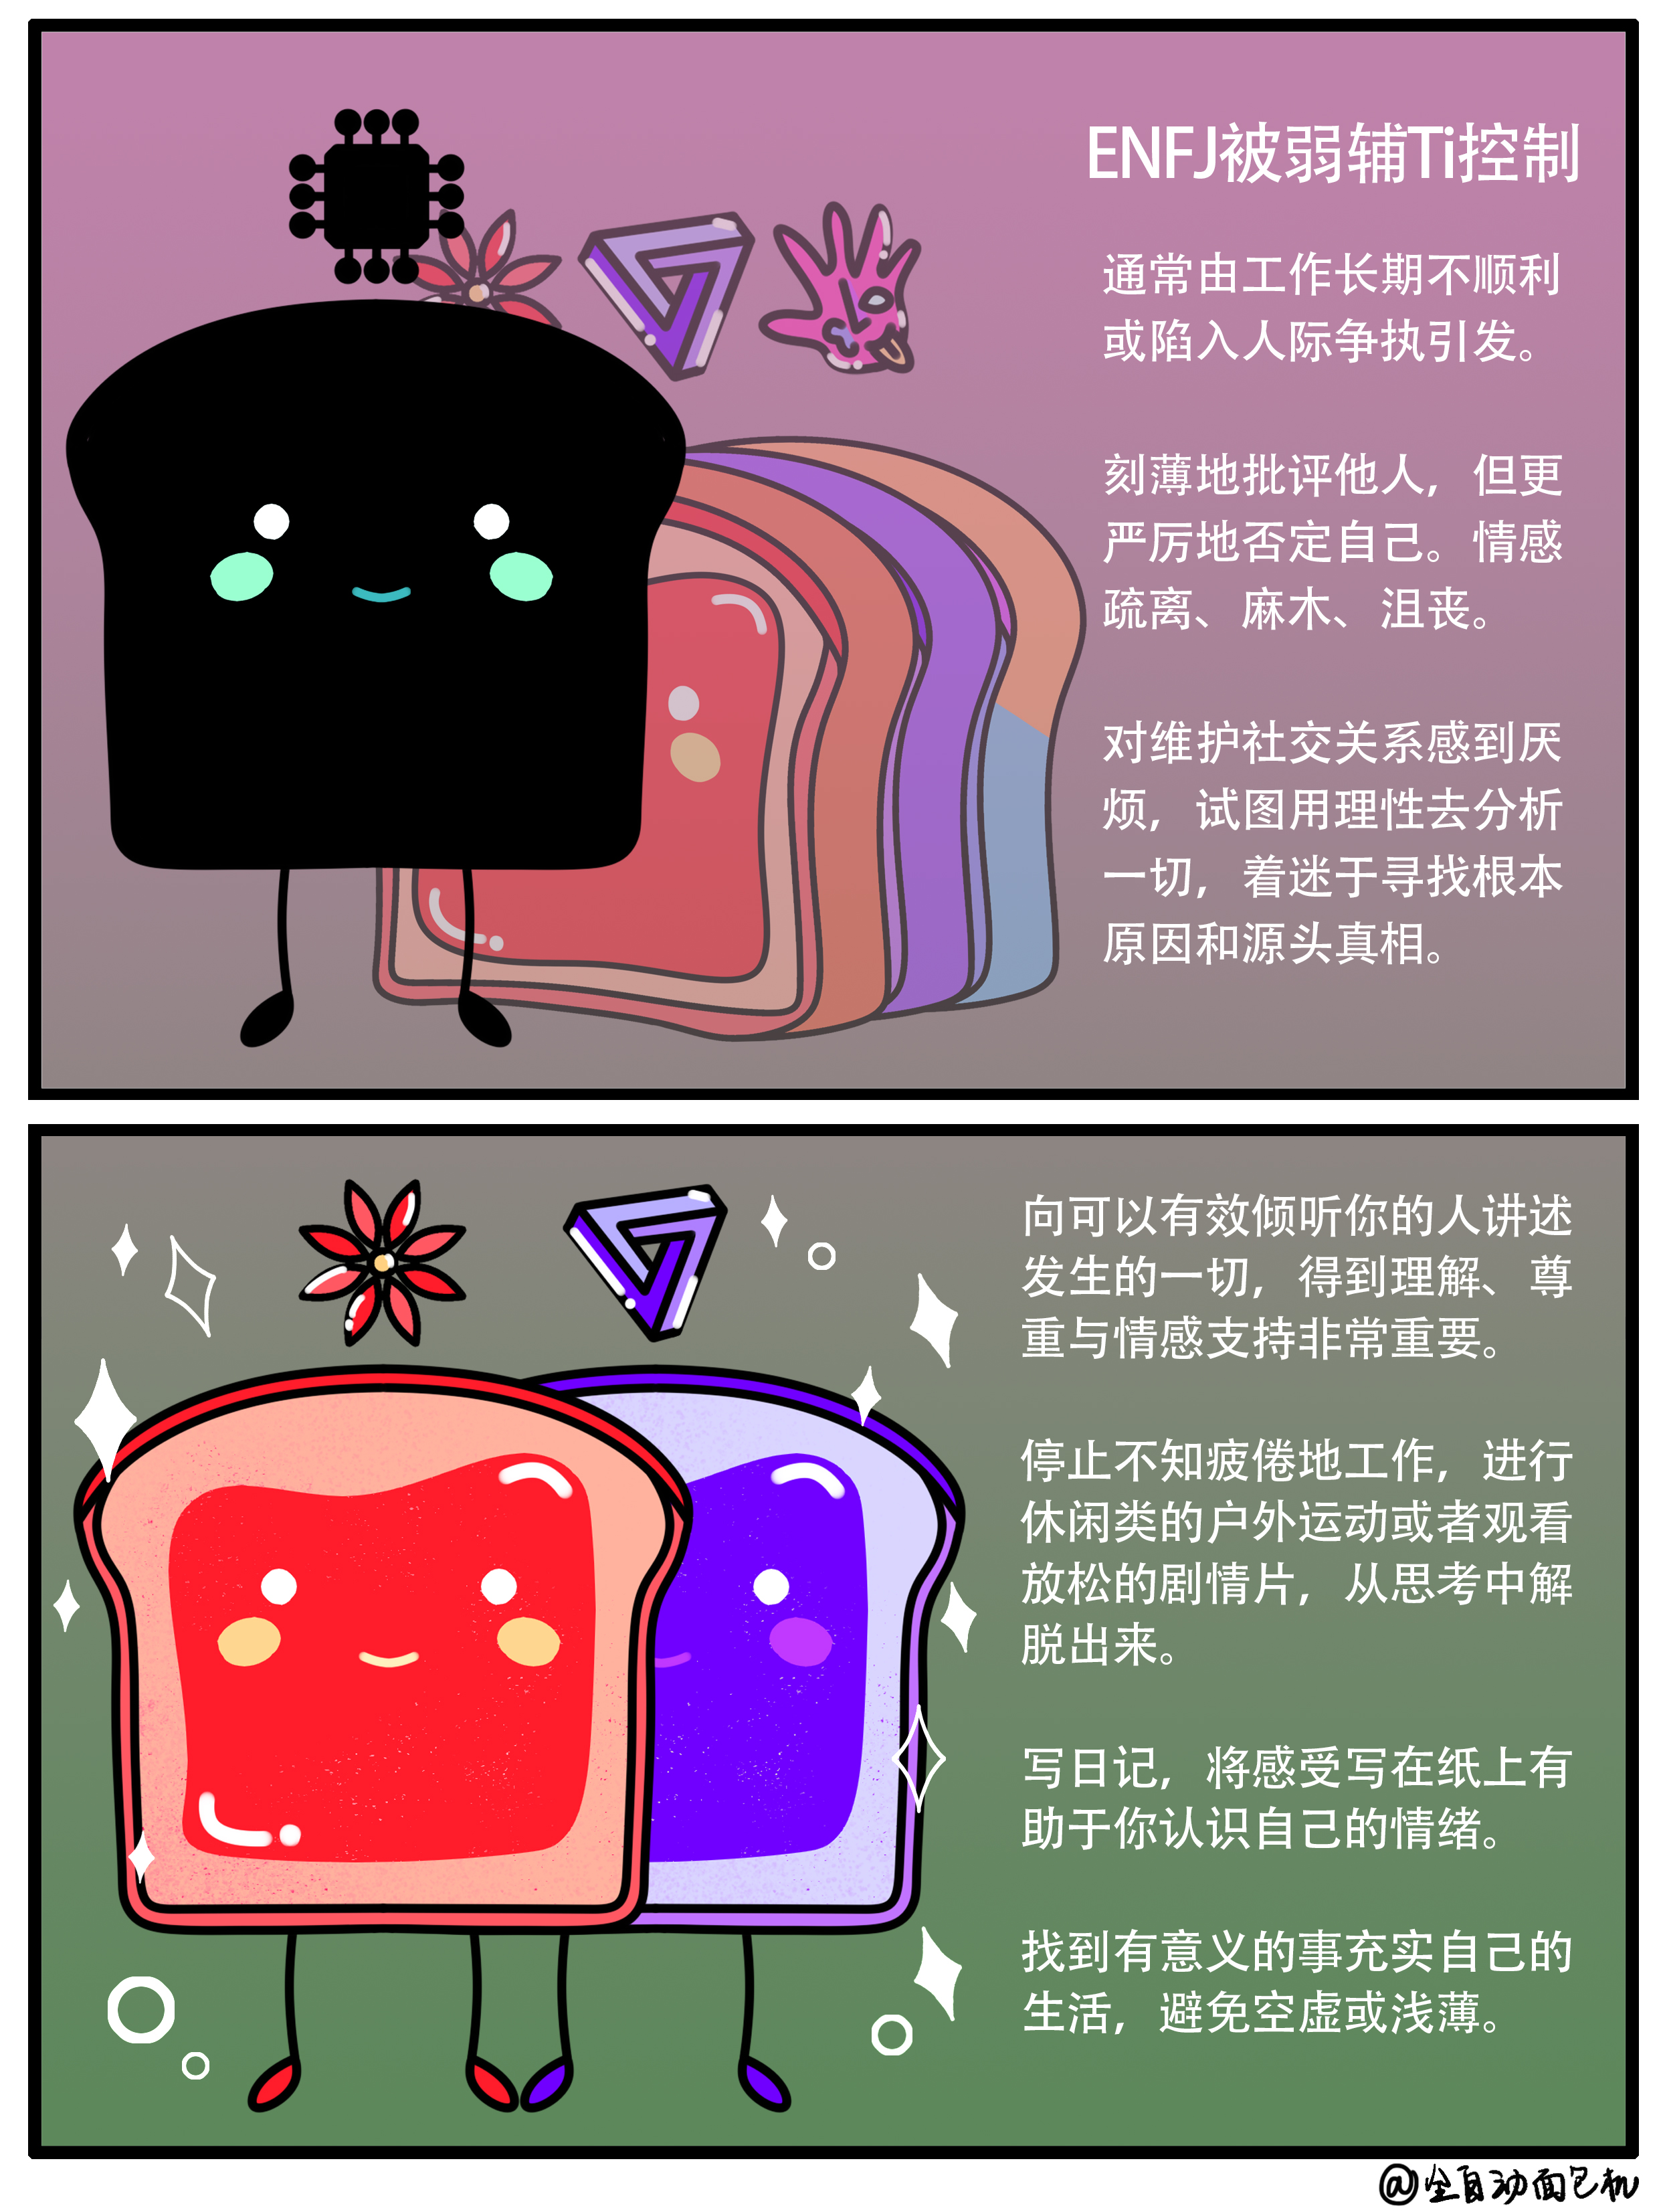 ENFJ被弱辅Ti控制
通常由工作长期不顺利
或陷入人际争执引发。
刻薄地批评他人，但更
严厉地否定自己。情感
疏离、麻木、沮丧。
对维护社交关系感到厌
烦，试图用理性去分析
一切，着迷于寻找根本
原因和源头真相。
向可以有效倾听你的人讲述
发生的一切，得到理解、尊
重与情感支持非常重要。
停止不知疲倦地工作，进行
休闲类的户外运动或者观看
放松的剧情片，从思考中解
脱出来。
写日记，将感受写在纸上有
助于你认识自己的情绪。
找到有意义的事充实自己的
生活，避免空虚或浅薄。
@全自动面包机